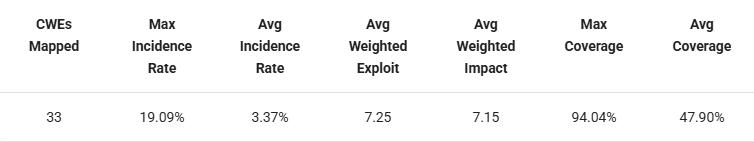 CWEs Mapped	Max Incidence Rate	Avg Incidence Rate	Avg Weighted Exploit	Avg Weighted Impact	Max Coverage	Avg Coverage
33	19.09%	3.37%	7.25	7.15	94.04%	47.90%